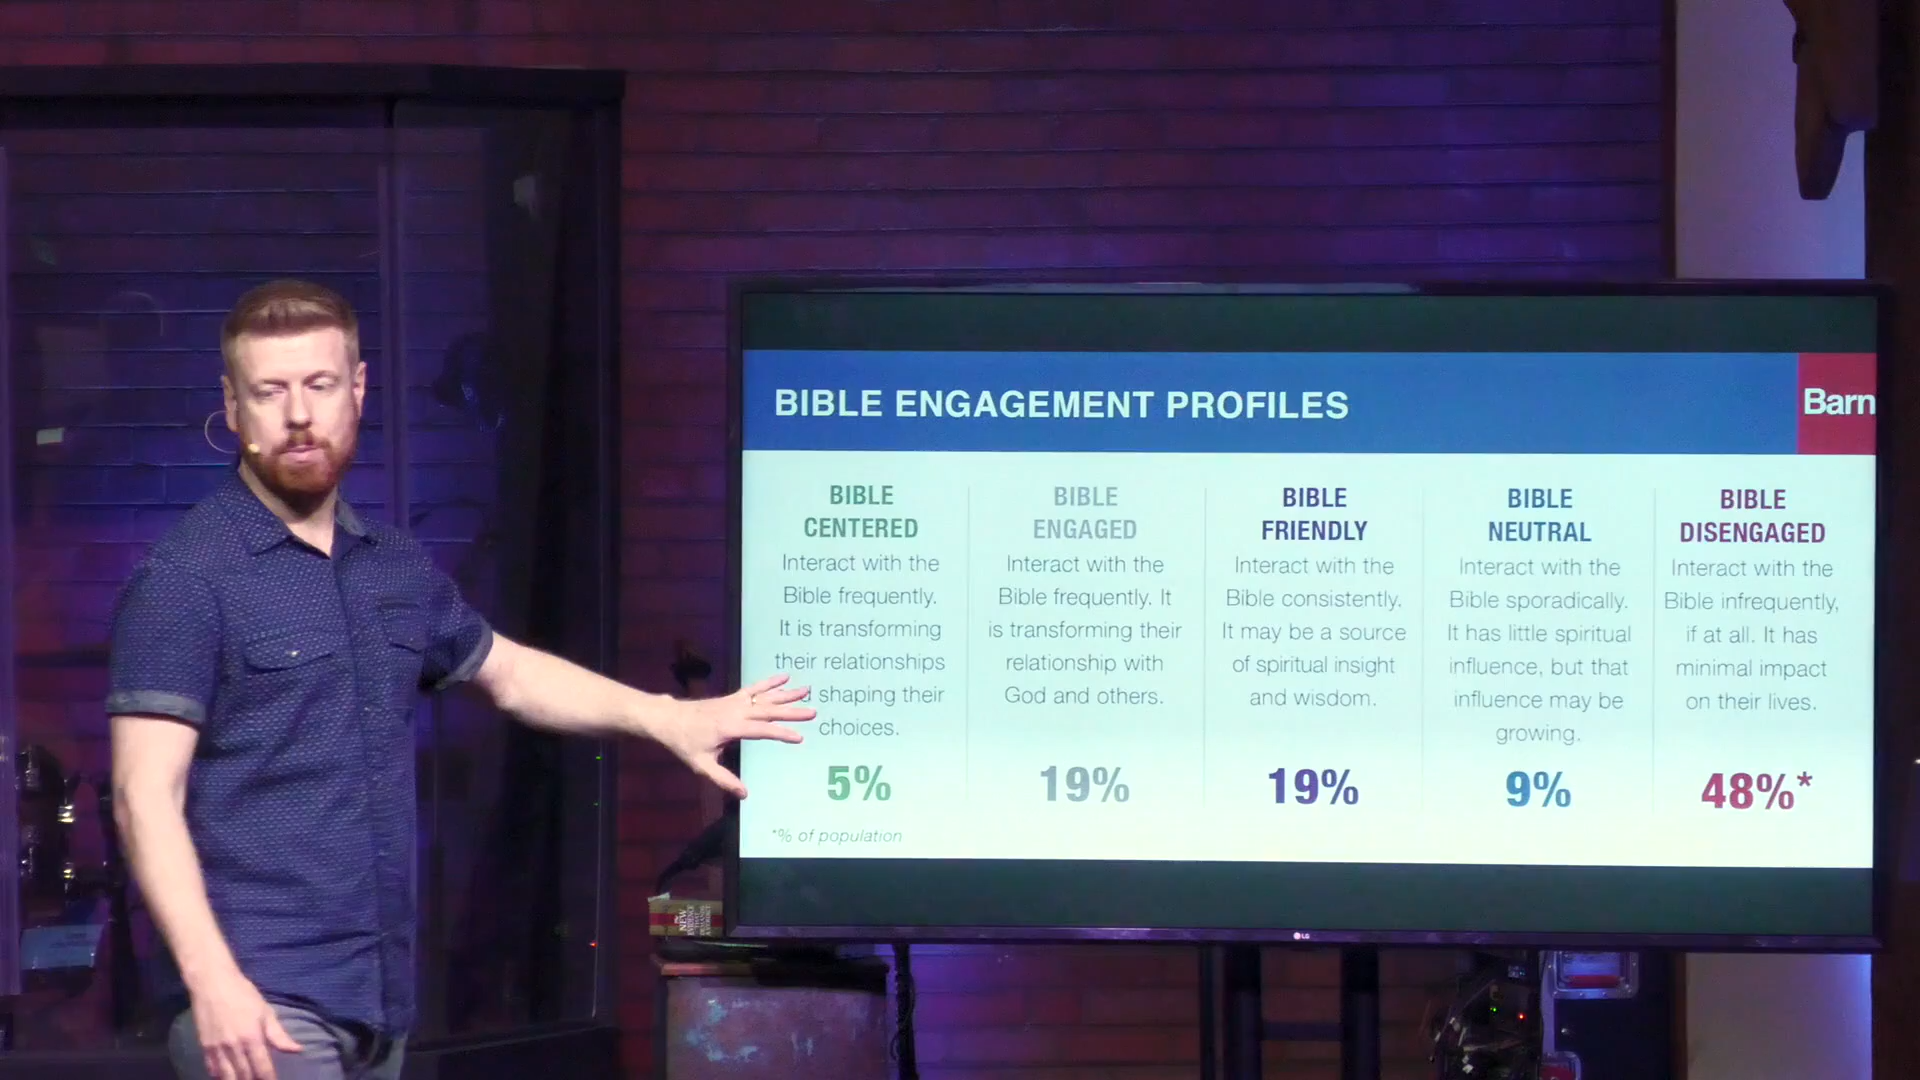 BIBLE ENGAGEMENT PROFILES
Barn
BIBLE
CENTERED
Interact with the
Bible frequently.
It is transforming
their relationships
shaping their
choices.
5%
BIBLE
ENGAGED
Interact with the
Bible frequently. It
is transforming their
relationship with
God and others.
19%
BIBLE
FRIENDLY
Interact with the
Bible consistently.
It may be a source
of spiritual insight
and wisdom.
19%
BIBLE
NEUTRAL
Interact with the
Bible sporadically.
It has little spiritual
influence, but that
influence may be
growing.
9%
BIBLE
DISENGAGED
Interact with the
Bible infrequently,
if at all. It has
minimal impact
on their lives.
48%*
*% of population
LG
NEW